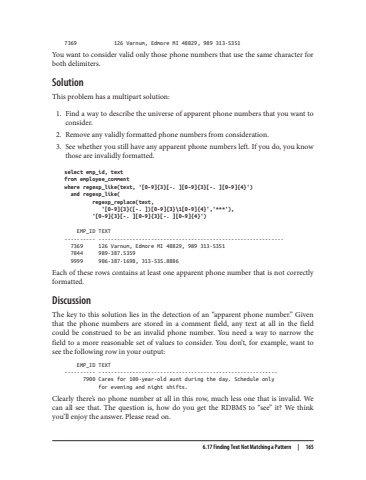 7369 126 Varnum, Edmore MI 48829, 989 313-5351
You want to consider valid only those phone numbers that use the same character for
both delimiters.
Solution
This problem has a multipart solution:
1. Find a way to describe the universe of apparent phone numbers that you want to
consider.
2. Remove any validly formatted phone numbers from consideration.
3. See whether you still have any apparent phone numbers left. If you do, you know
those are invalidly formatted.
select emp_id, text
from employee_comment
where regexp_like(text, '[0-9]{3}[-. ][0-9]{3}[-. ][0-9]{4}')
and regexp_like(
regexp_replace(text,
'[0-9]{3}([-. ])[0-9]{3}\1[0-9]{4}','***'),
'[0-9]{3}[-. ][0-9]{3}[-. ][0-9]{4}')
EMP_ID TEXT
---------- ------------------------------------------------------------
7369 126 Varnum, Edmore MI 48829, 989 313-5351
7844 989-387.5359
9999 906-387-1698, 313-535.8886
Each of these rows contains at least one apparent phone number that is not correctly
formatted.
Discussion
The key to this solution lies in the detection of an “apparent phone number.” Given
that the phone numbers are stored in a comment field, any text at all in the field
could be construed to be an invalid phone number. You need a way to narrow the
field to a more reasonable set of values to consider. You don’t, for example, want to
see the following row in your output:
EMP_ID TEXT
---------- ----------------------------------------------------------
7900 Cares for 100-year-old aunt during the day. Schedule only
for evening and night shifts.
Clearly there’s no phone number at all in this row, much less one that is invalid. We
can all see that. The question is, how do you get the RDBMS to “see” it? We think
you’ll enjoy the answer. Please read on.
6.17 Finding Text Not Matching a Pattern | 165